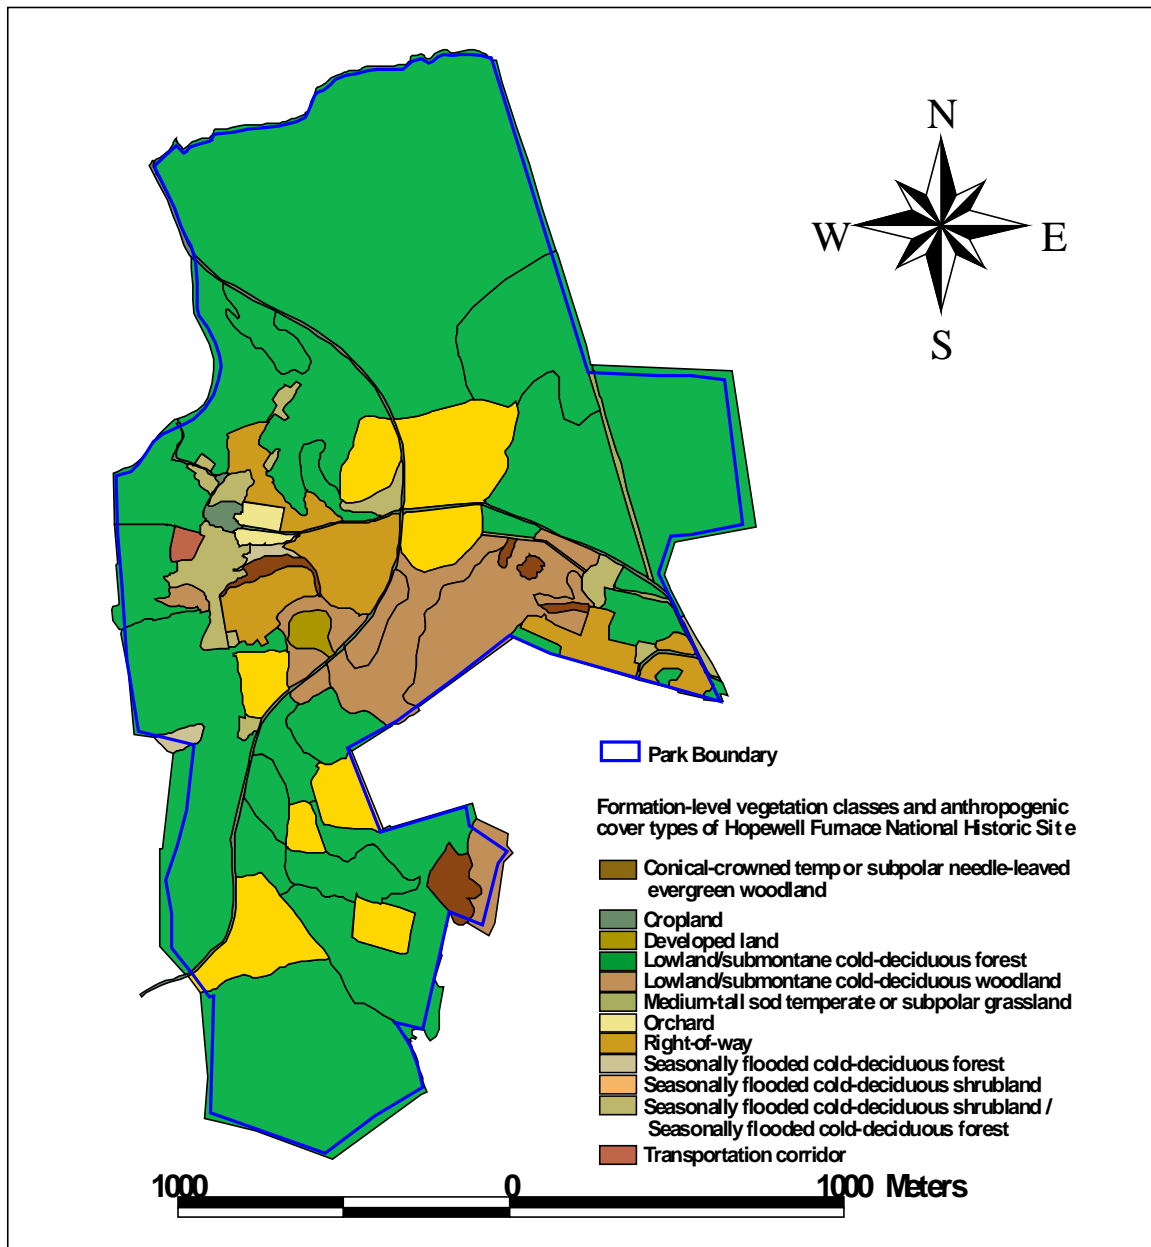 N
W E
S
Park Boundary
Formation-level vegetation classes and anthropogenic
cover types of Hopewell Furnace National Historic Site
Conical-crowned temp or subpolar needle-leaved
evergreen woodland
Cropland
Developed land
Lowland/submontane cold-deciduous forest
Lowland/submontane cold-deciduous woodland
Medium-tall sod temperate or subpolar grassland
Orchard
Right-of-way
Seasonally flooded cold-deciduous forest
Seasonally flooded cold-deciduous shrubland
Seasonally flooded cold-deciduous shrubland /
Seasonally flooded cold-deciduous forest
Transportation corridor
1000 0 1000 Meters